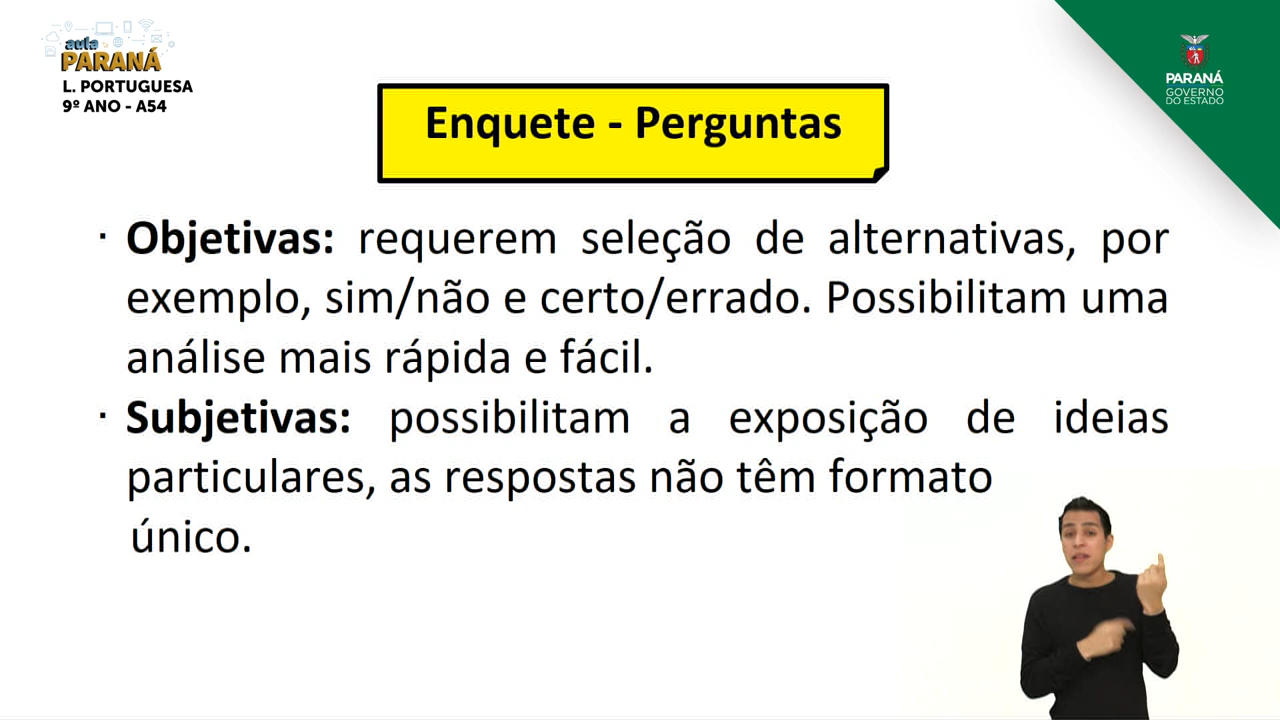 aula
PARANÁ
L. PORTUGUESA
9º ANO - A54
PARANÁ
GOVERNO
DO ESTADO
Enquete - Perguntas
· Objetivas: requerem seleção de alternativas, por
exemplo, sim/não e certo/errado. Possibilitam uma
análise mais rápida e fácil.
· Subjetivas: possibilitam a exposição de ideias
particulares, as respostas não têm formato
único.